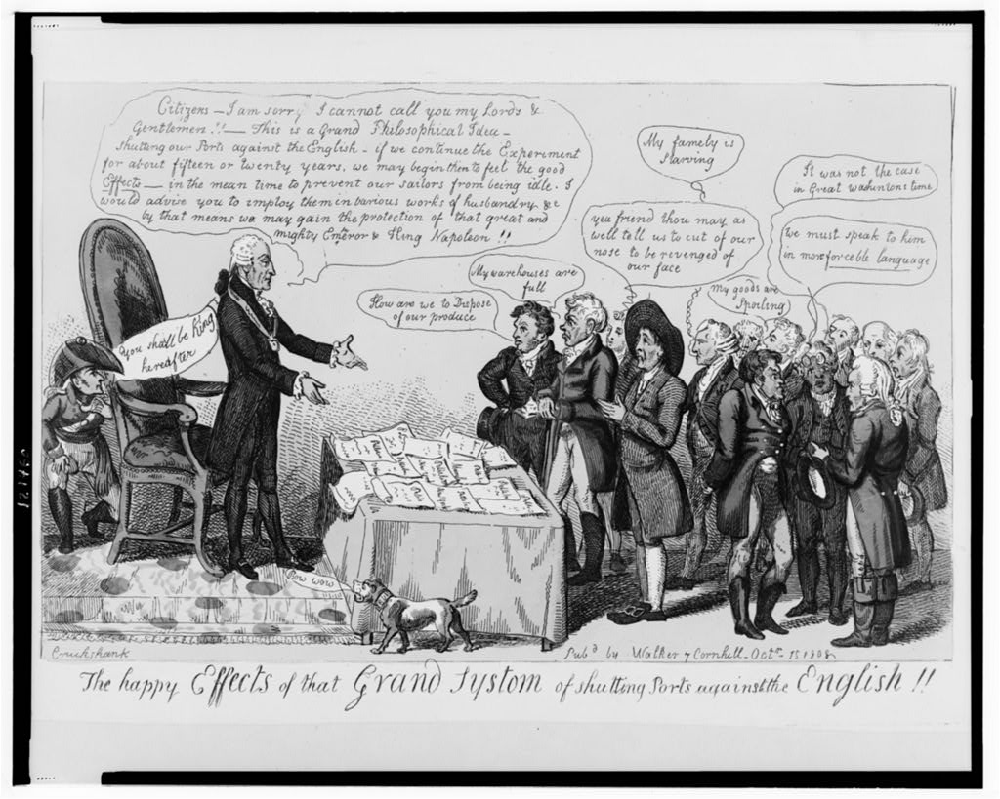 Citizens — I am sorry I cannot call you my Lords &
Gentlemen!! — This is a Grand Philosophical Idea —
shutting our Ports against the English — if we continue the Experiment
for about fifteen or twenty years, we may begin then to feel the good
Effects — in the mean time to prevent our sailors from being idle. I
would advise you to imploy them in various works of husbandry &c
by that means we may gain the protection of that great and
mighty Emperor & King Napoleon!!
You shall be King
hereafter
How are we to Dispose
of our produce
My warehouses are
full
My famely is
Starving
yea friend thou may as
well tell us to cut of our
nose to be revenged of
our face
My goods are
Spoiling
It was not the case
in Great Washintons time
we must speak to him
in more forceble language
Bow wow
Cruikshank
Pub^d by Walker 7 Cornhill - Oct^r - 15 1808
The happy Effects of that Grand Systom of shutting Ports against the English!!